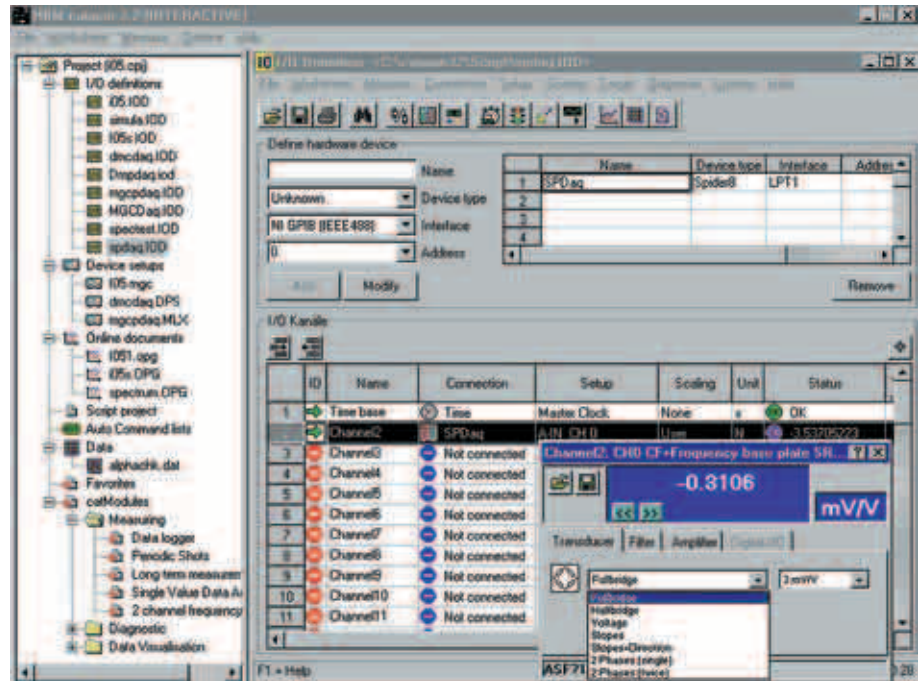 Project (I05.cpj)
I/O definitions
i05.IOD
simula.IOD
I05s.IOD
dmcdaq.IOD
Dmpdaq.iod
mgcpdaq.IOD
MGCDaq.IOD
spectest.IOD
spdaq.IOD
Device setups
I05.mgc
dmcdaq.DPS
mgcpdaq.MLX
Online documents
I051.opg
I05s.OPG
spectrum.OPG
Script project
Auto Command lists
Data
alphachk.dat
Favorites
catModules
Measuring
Data logger
Periodic Shots
Long term measurem
Single Value Data A
2 channel frequency
Diagnostic
Data Visualisation
Define hardware device
Name
Unknown
Device type
NI GPIB (IEEE488)
Interface
0
Address
Add
Modify
Name
Device type
Interface
Addres
1
SPDaq
Spider8
LPT1
2
3
4
Remove
I/O Kanäle
IO
Name
Connection
Setup
Scaling
Unit
Status
1
Time base
Time
Master Clock
None
s
OK
Channel2
SPDaq
A IN CH 0
User
N
-3.53705223
3
Channel3
Not connected
4
Channel4
Not connected
5
Channel5
Not connected
6
Channel6
Not connected
7
Channel7
Not connected
8
Channel8
Not connected
9
Channel9
Not connected
10
Channel10
Not connected
11
Channel11
Not connected
Channel2: CH0 CF+Frequency base plate SR...
-0.3106
<< >>
mV/V
Transducer
Filter
Amplifier
Fullbridge
3 mV/V
Fullbridge
Halfbridge
Voltage
Slopes
Slopes+Direction
2 Phases (single)
2 Phases (twice)
F1 = Help